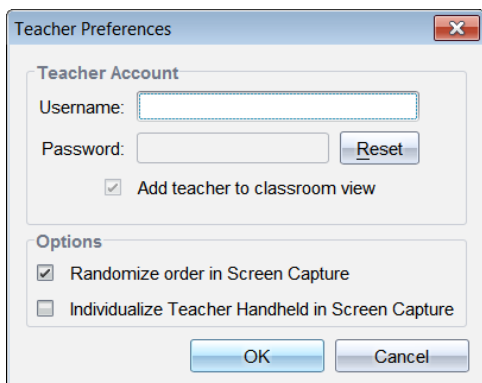 Teacher Preferences
Teacher Account
Username:
Password:
Reset
Add teacher to classroom view
Options
Randomize order in Screen Capture
Individualize Teacher Handheld in Screen Capture
OK
Cancel